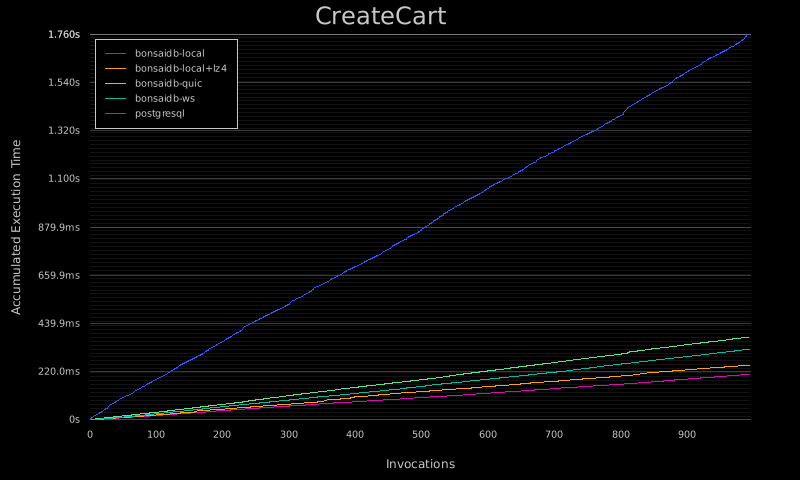 CreateCart
1.760s
bonsaidb-local
bonsaidb-local+lz4
bonsaidb-quic
bonsaidb-ws
postgresql
1.540s
1.320s
1.100s
879.9ms
659.9ms
439.9ms
220.0ms
0s
Accumulated Execution Time
0 100 200 300 400 500 600 700 800 900
Invocations